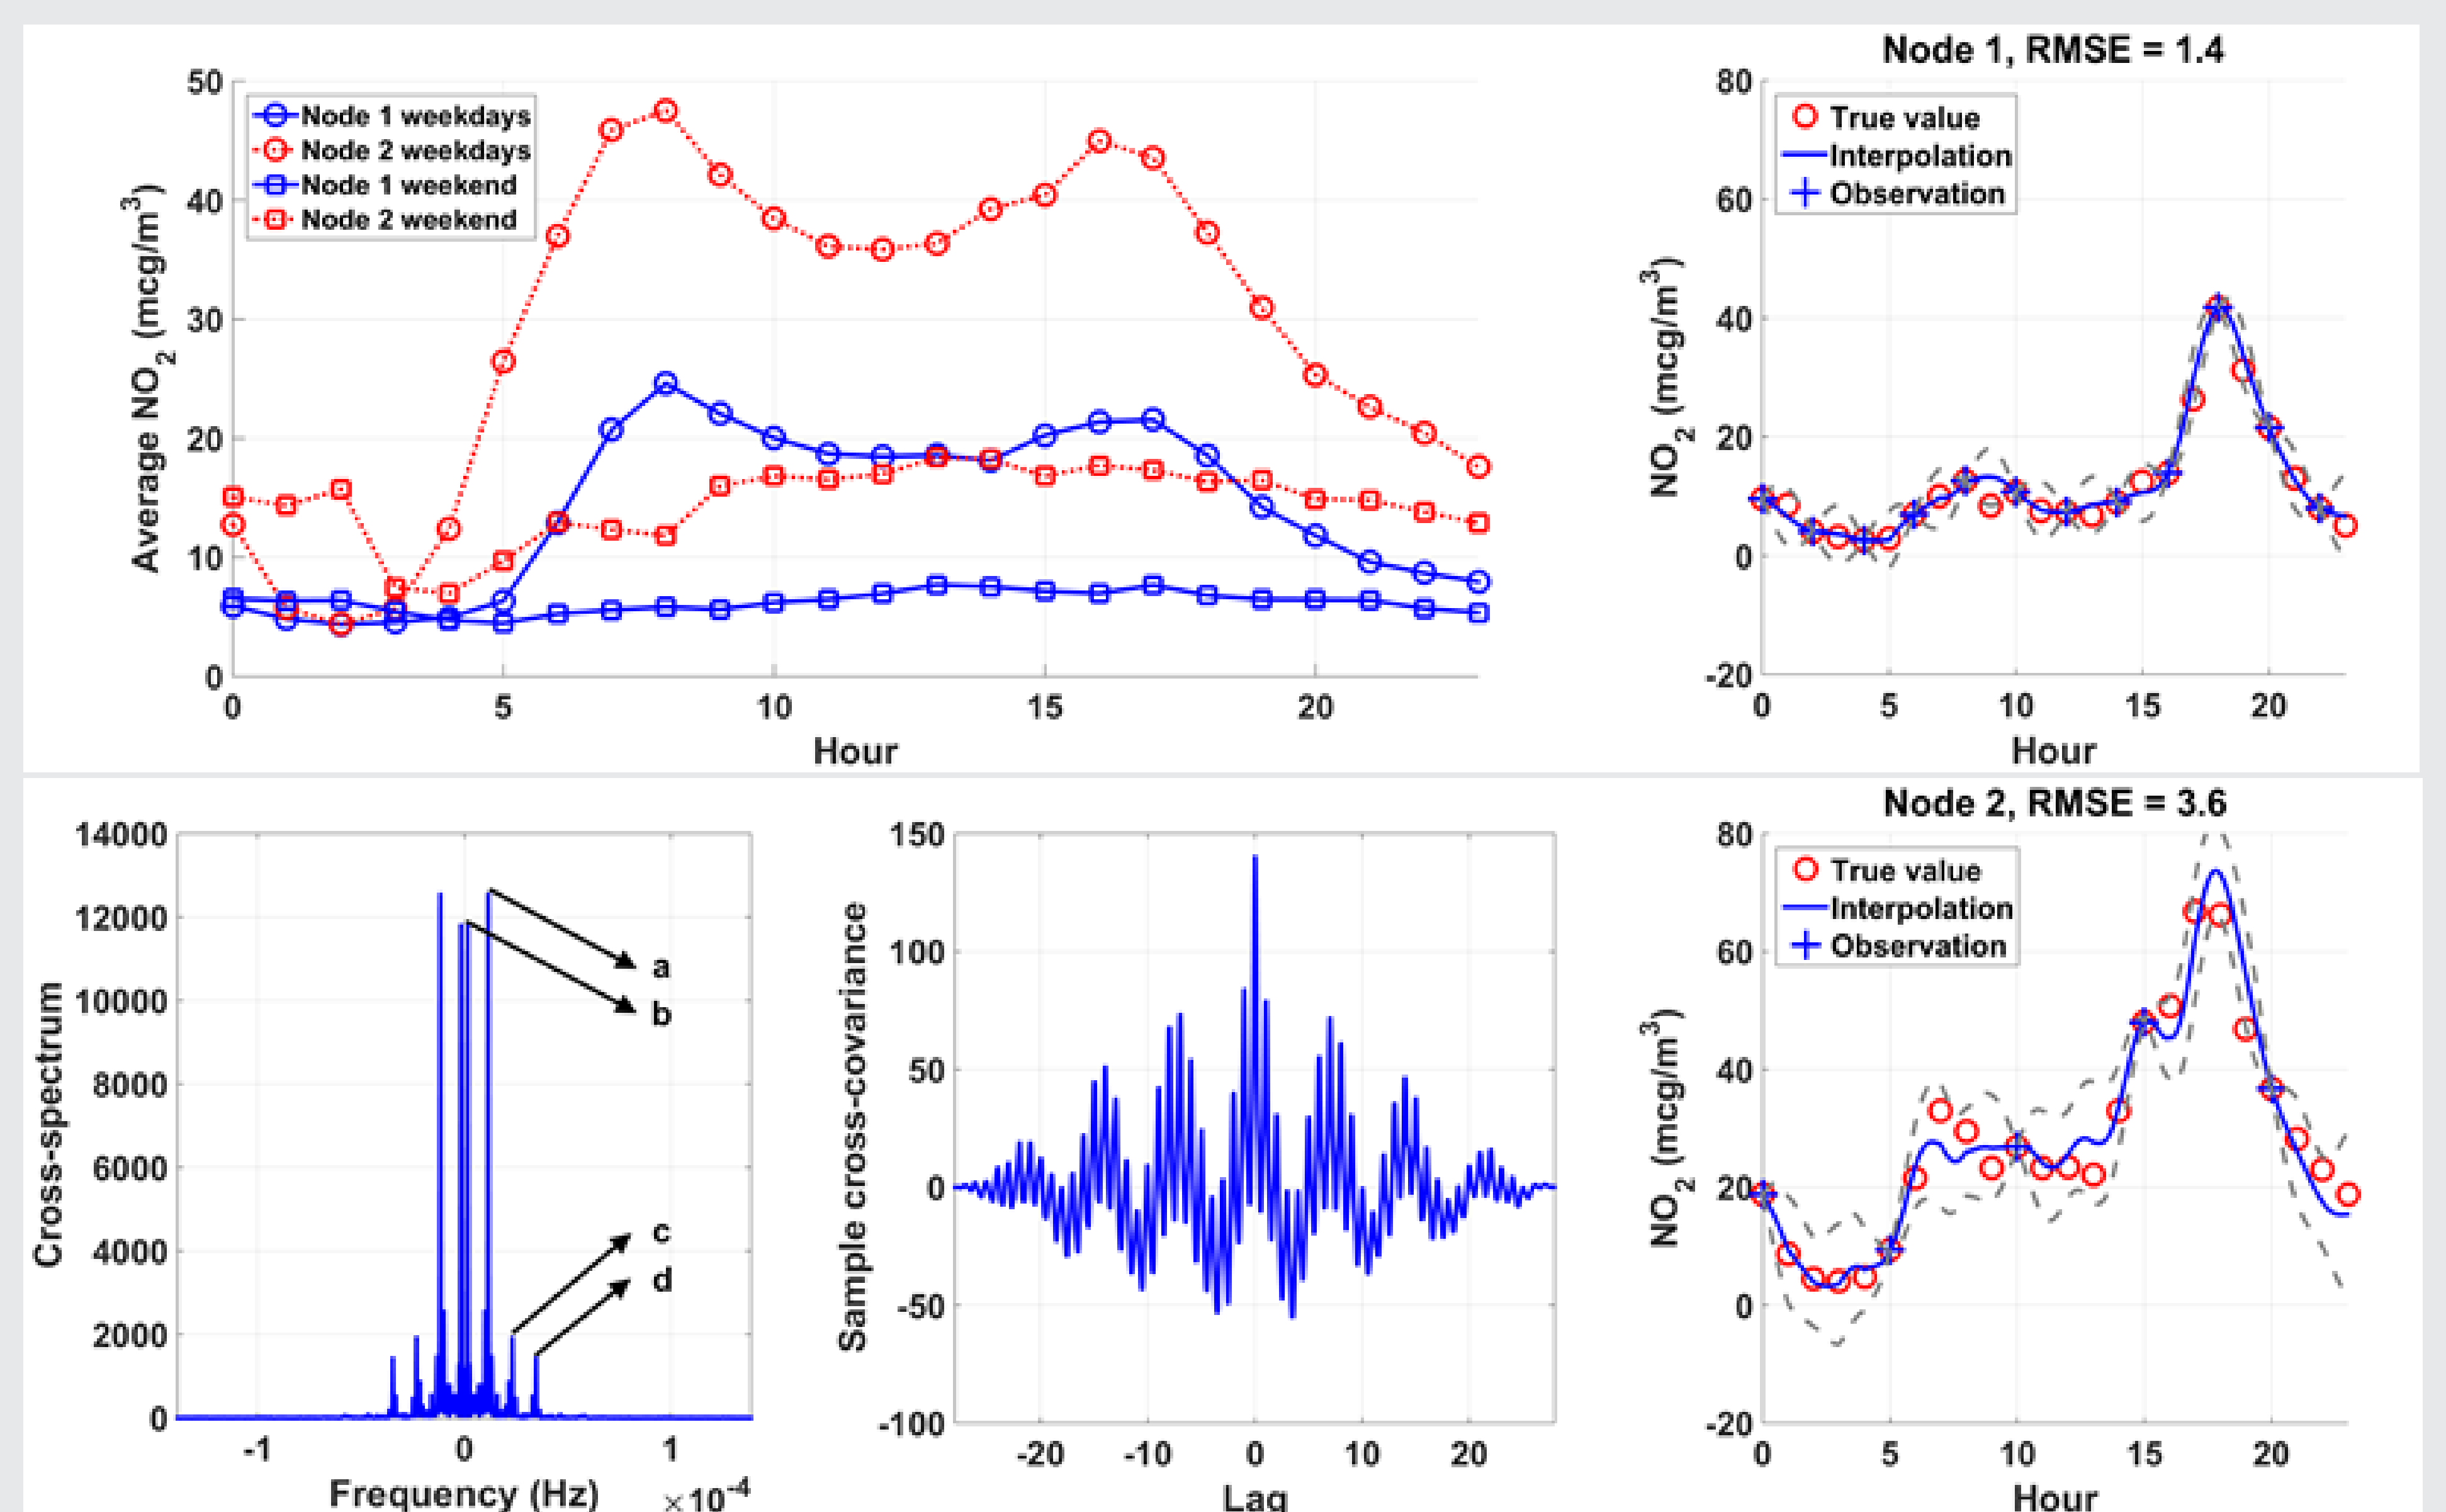 50
40
30
20
10
0
0 5 10 15 20
Average NO2 (mcg/m3)
Hour
Node 1 weekdays
Node 2 weekdays
Node 1 weekend
Node 2 weekend
Node 1, RMSE = 1.4
80
60
40
20
0
-20
0 5 10 15 20
NO2 (mcg/m3)
Hour
True value
Interpolation
Observation
14000
12000
10000
8000
6000
4000
2000
0
-1 0 1
Cross-spectrum
Frequency (Hz) ×10-4
a
b
c
d
150
100
50
0
-50
-100
-20 -10 0 10 20
Sample cross-covariance
Lag
Node 2, RMSE = 3.6
80
60
40
20
0
-20
0 5 10 15 20
NO2 (mcg/m3)
Hour
True value
Interpolation
Observation